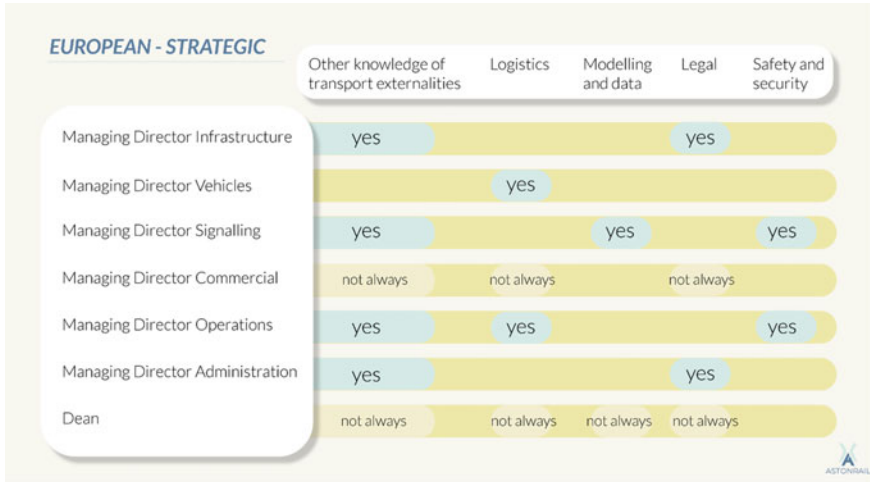 EUROPEAN - STRATEGIC
Other knowledge of
transport externalities
Logistics
Modelling
and data
Legal
Safety and
security
Managing Director Infrastructure yes yes
Managing Director Vehicles yes
Managing Director Signalling yes yes yes
Managing Director Commercial not always not always not always
Managing Director Operations yes yes yes
Managing Director Administration yes yes
Dean not always not always not always not always
ASTONRAIL